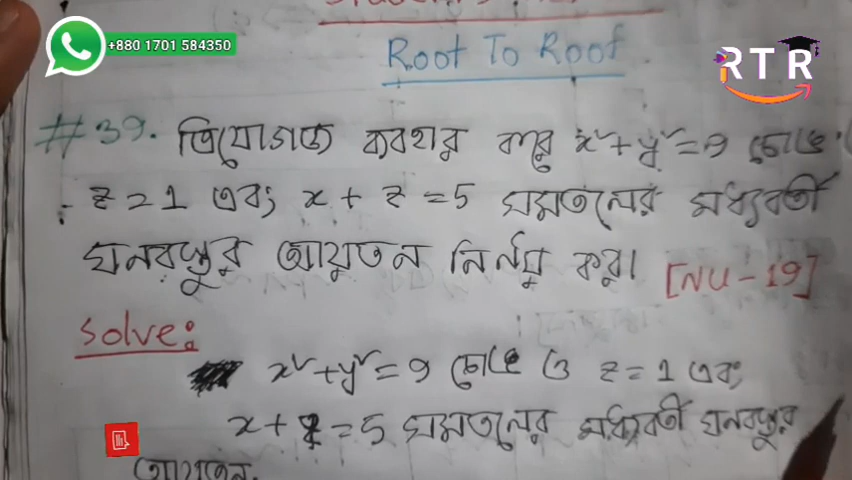 +880 1701 584350
Root To Roof
RTR
#39. ত্রিযোগজ ব্যবহার করে x²+y²=9 চোঙ
z=1 এবং x+z=5 সমতলের মধ্যবর্তী
ঘনবস্তুর আয়তন নির্নয় কর। [NU-19]
Solve:
x²+y²=9 চোঙ ও z=1 এবং
x+z=5 সমতলের মধ্যবর্তী ঘনবস্তুর
আয়তন.